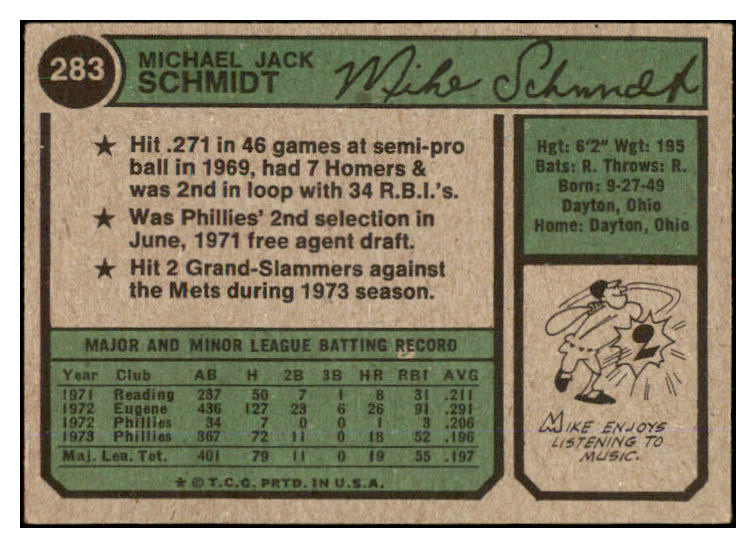 283
MICHAEL JACK
SCHMIDT
Mike Schmidt
★ Hit .271 in 46 games at semi-pro
ball in 1969, had 7 Homers &
was 2nd in loop with 34 R.B.I.'s.
★ Was Phillies' 2nd selection in
June, 1971 free agent draft.
★ Hit 2 Grand-Slammers against
the Mets during 1973 season.
Hgt: 6'2" Wgt: 195
Bats: R. Throws: R.
Born: 9-27-49
Dayton, Ohio
Home: Dayton, Ohio
2
MIKE ENJOYS
LISTENING TO
MUSIC.
MAJOR AND MINOR LEAGUE BATTING RECORD
Year Club AB H 2B 3B HR RBI AVG
1971 Reading 237 50 7 1 8 31 .211
1972 Eugene 436 127 23 6 26 91 .291
1972 Phillies 34 7 0 0 1 3 .206
1973 Phillies 367 72 11 0 18 52 .196
Maj. Lea. Tot. 401 79 11 0 19 55 .197
★ © T.C.G. PRTD. IN U.S.A.